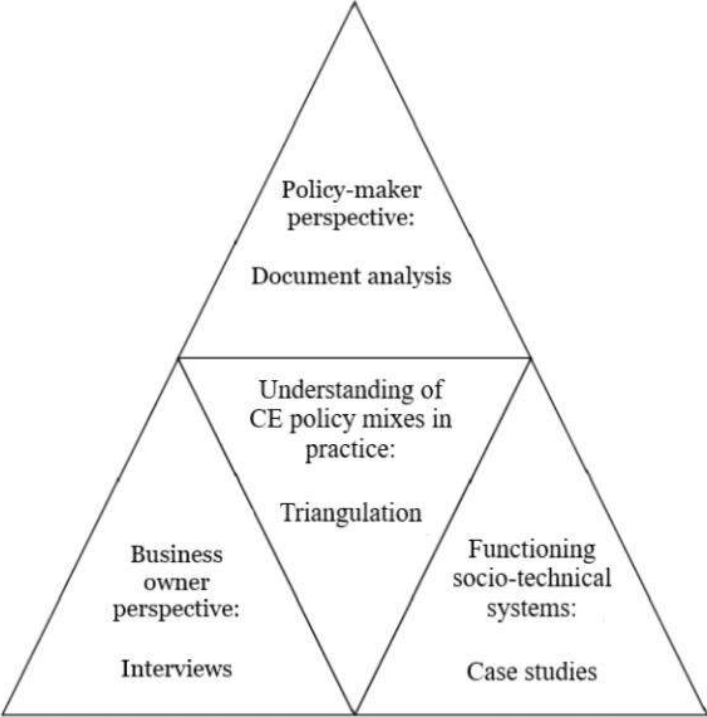 Policy-maker
perspective:
Document analysis
Understanding of
CE policy mixes in
practice:
Triangulation
Business
owner
perspective:
Interviews
Functioning
socio-technical
systems:
Case studies